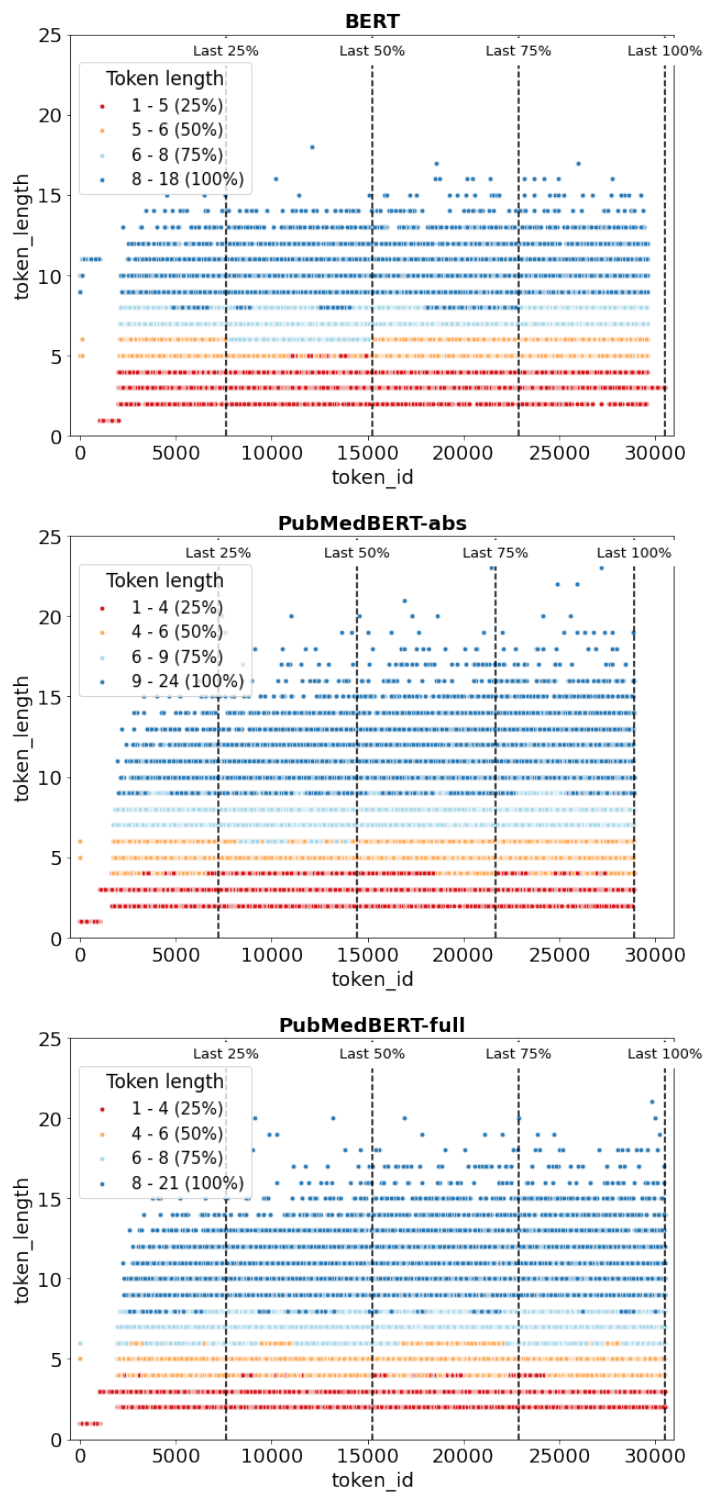 BERT
25
Last 25% Last 50% Last 75% Last 100%
Token length
1 - 5 (25%)
5 - 6 (50%)
6 - 8 (75%)
8 - 18 (100%)
20
15
10
5
0
token_length
0 5000 10000 15000 20000 25000 30000
token_id
PubMedBERT-abs
25
Last 25% Last 50% Last 75% Last 100%
Token length
1 - 4 (25%)
4 - 6 (50%)
6 - 9 (75%)
9 - 24 (100%)
20
15
10
5
0
token_length
0 5000 10000 15000 20000 25000 30000
token_id
PubMedBERT-full
25
Last 25% Last 50% Last 75% Last 100%
Token length
1 - 4 (25%)
4 - 6 (50%)
6 - 8 (75%)
8 - 21 (100%)
20
15
10
5
0
token_length
0 5000 10000 15000 20000 25000 30000
token_id